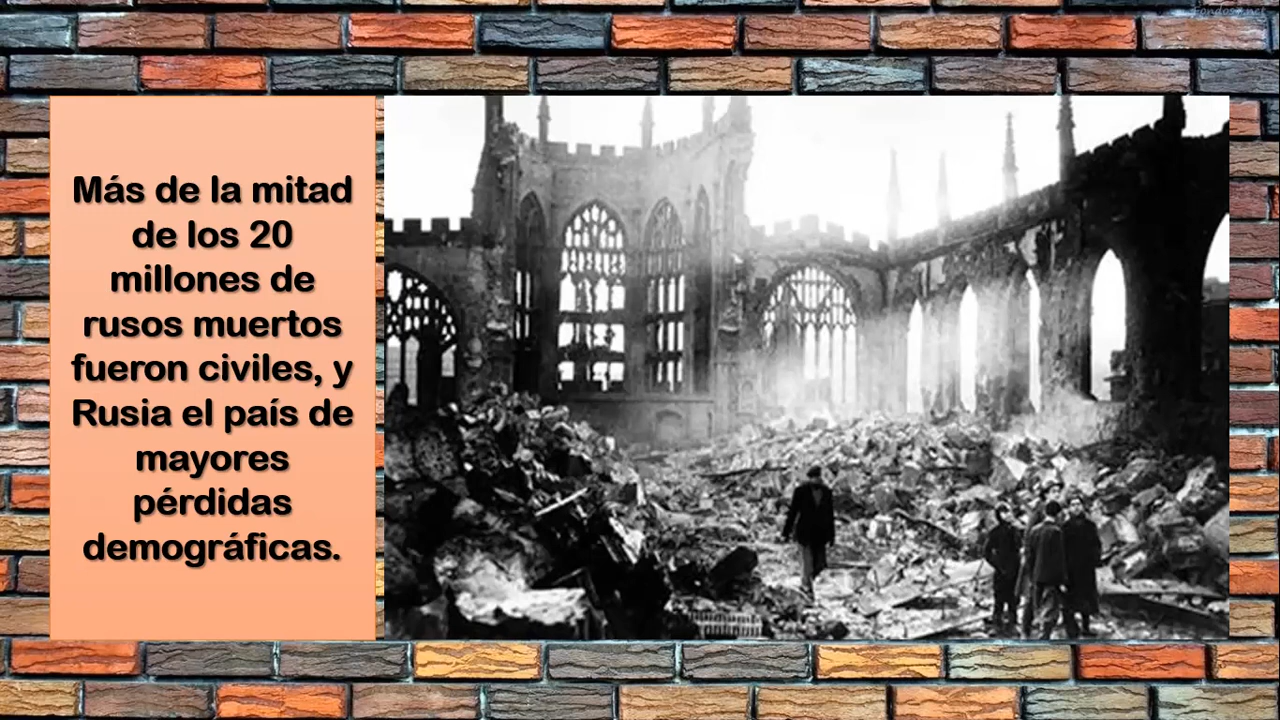 Más de la mitad
de los 20
millones de
rusos muertos
fueron civiles, y
Rusia el país de
mayores
pérdidas
demográficas.